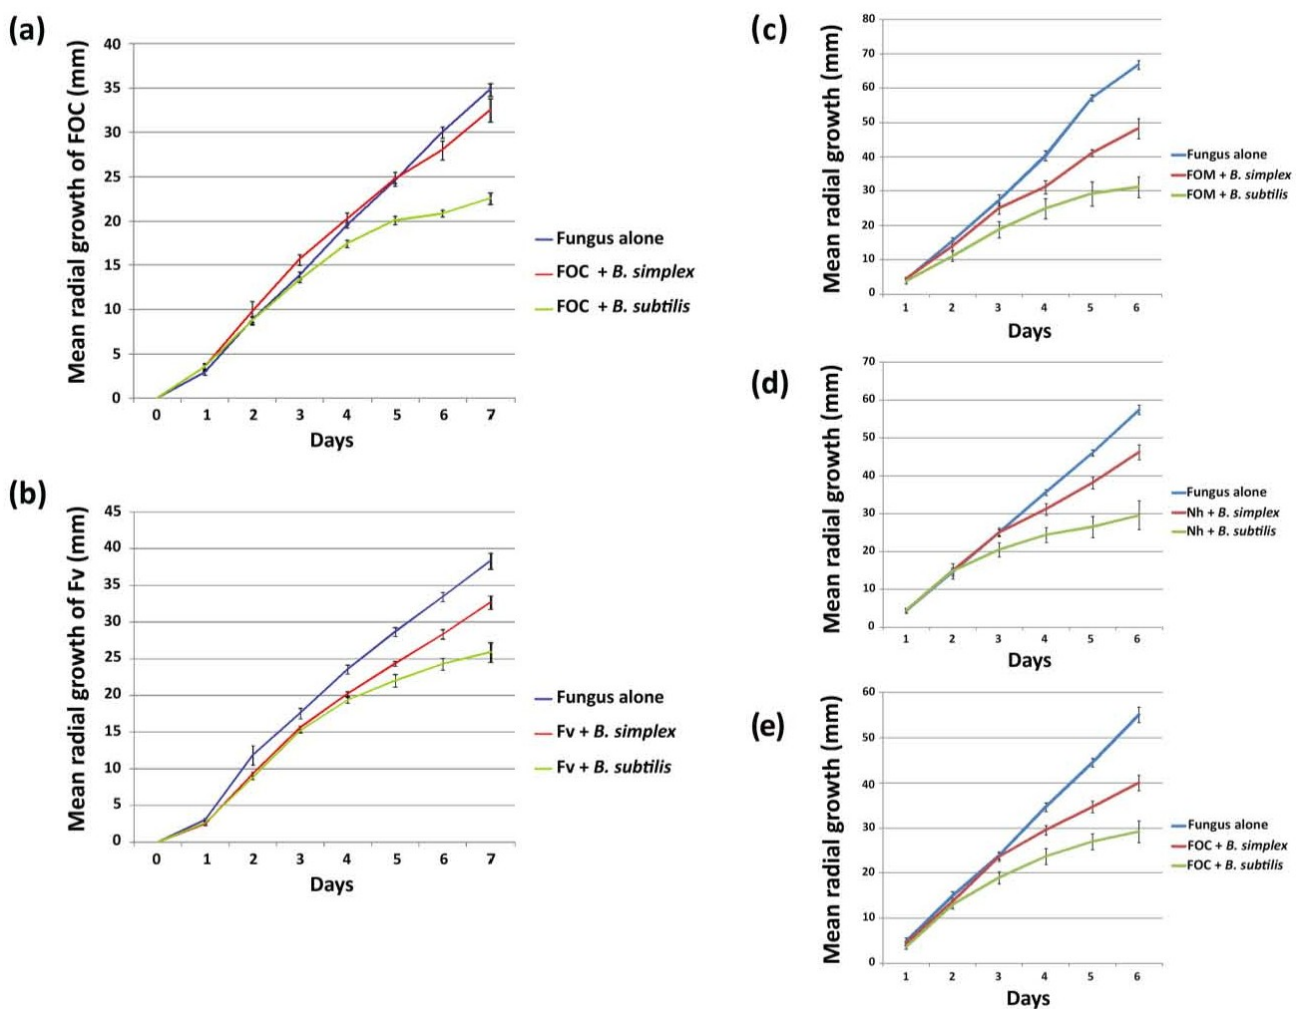 (a)
Mean radial growth of FOC (mm)
40
35
30
25
20
15
10
5
0
0 1 2 3 4 5 6 7
Days
Fungus alone
FOC + B. simplex
FOC + B. subtilis
(b)
Mean radial growth of Fv (mm)
45
40
35
30
25
20
15
10
5
0
0 1 2 3 4 5 6 7
Days
Fungus alone
Fv + B. simplex
Fv + B. subtilis
(c)
Mean radial growth (mm)
80
70
60
50
40
30
20
10
0
1 2 3 4 5 6
Days
Fungus alone
FOM + B. simplex
FOM + B. subtilis
(d)
Mean radial growth (mm)
70
60
50
40
30
20
10
0
1 2 3 4 5 6
Days
Fungus alone
Nh + B. simplex
Nh + B. subtilis
(e)
Mean radial growth (mm)
60
50
40
30
20
10
0
1 2 3 4 5 6
Days
Fungus alone
FOC + B. simplex
FOC + B. subtilis